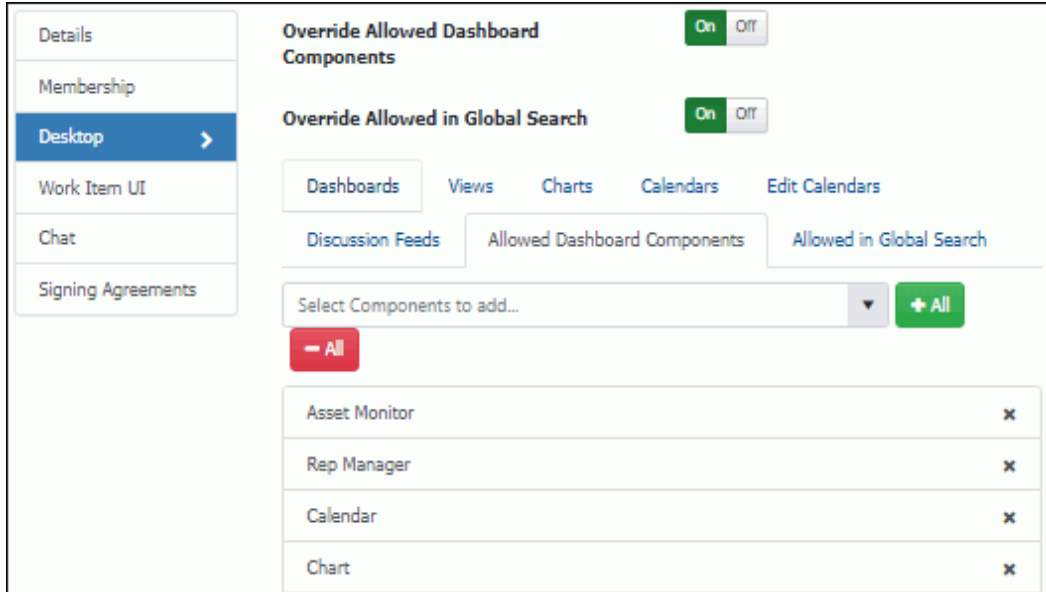 Details
Membership
Desktop
Work Item UI
Chat
Signing Agreements
Override Allowed Dashboard
Components
On Off
Override Allowed in Global Search
On Off
Dashboards Views Charts Calendars Edit Calendars
Discussion Feeds Allowed Dashboard Components Allowed in Global Search
Select Components to add...
+ All
- All
Asset Monitor
Rep Manager
Calendar
Chart